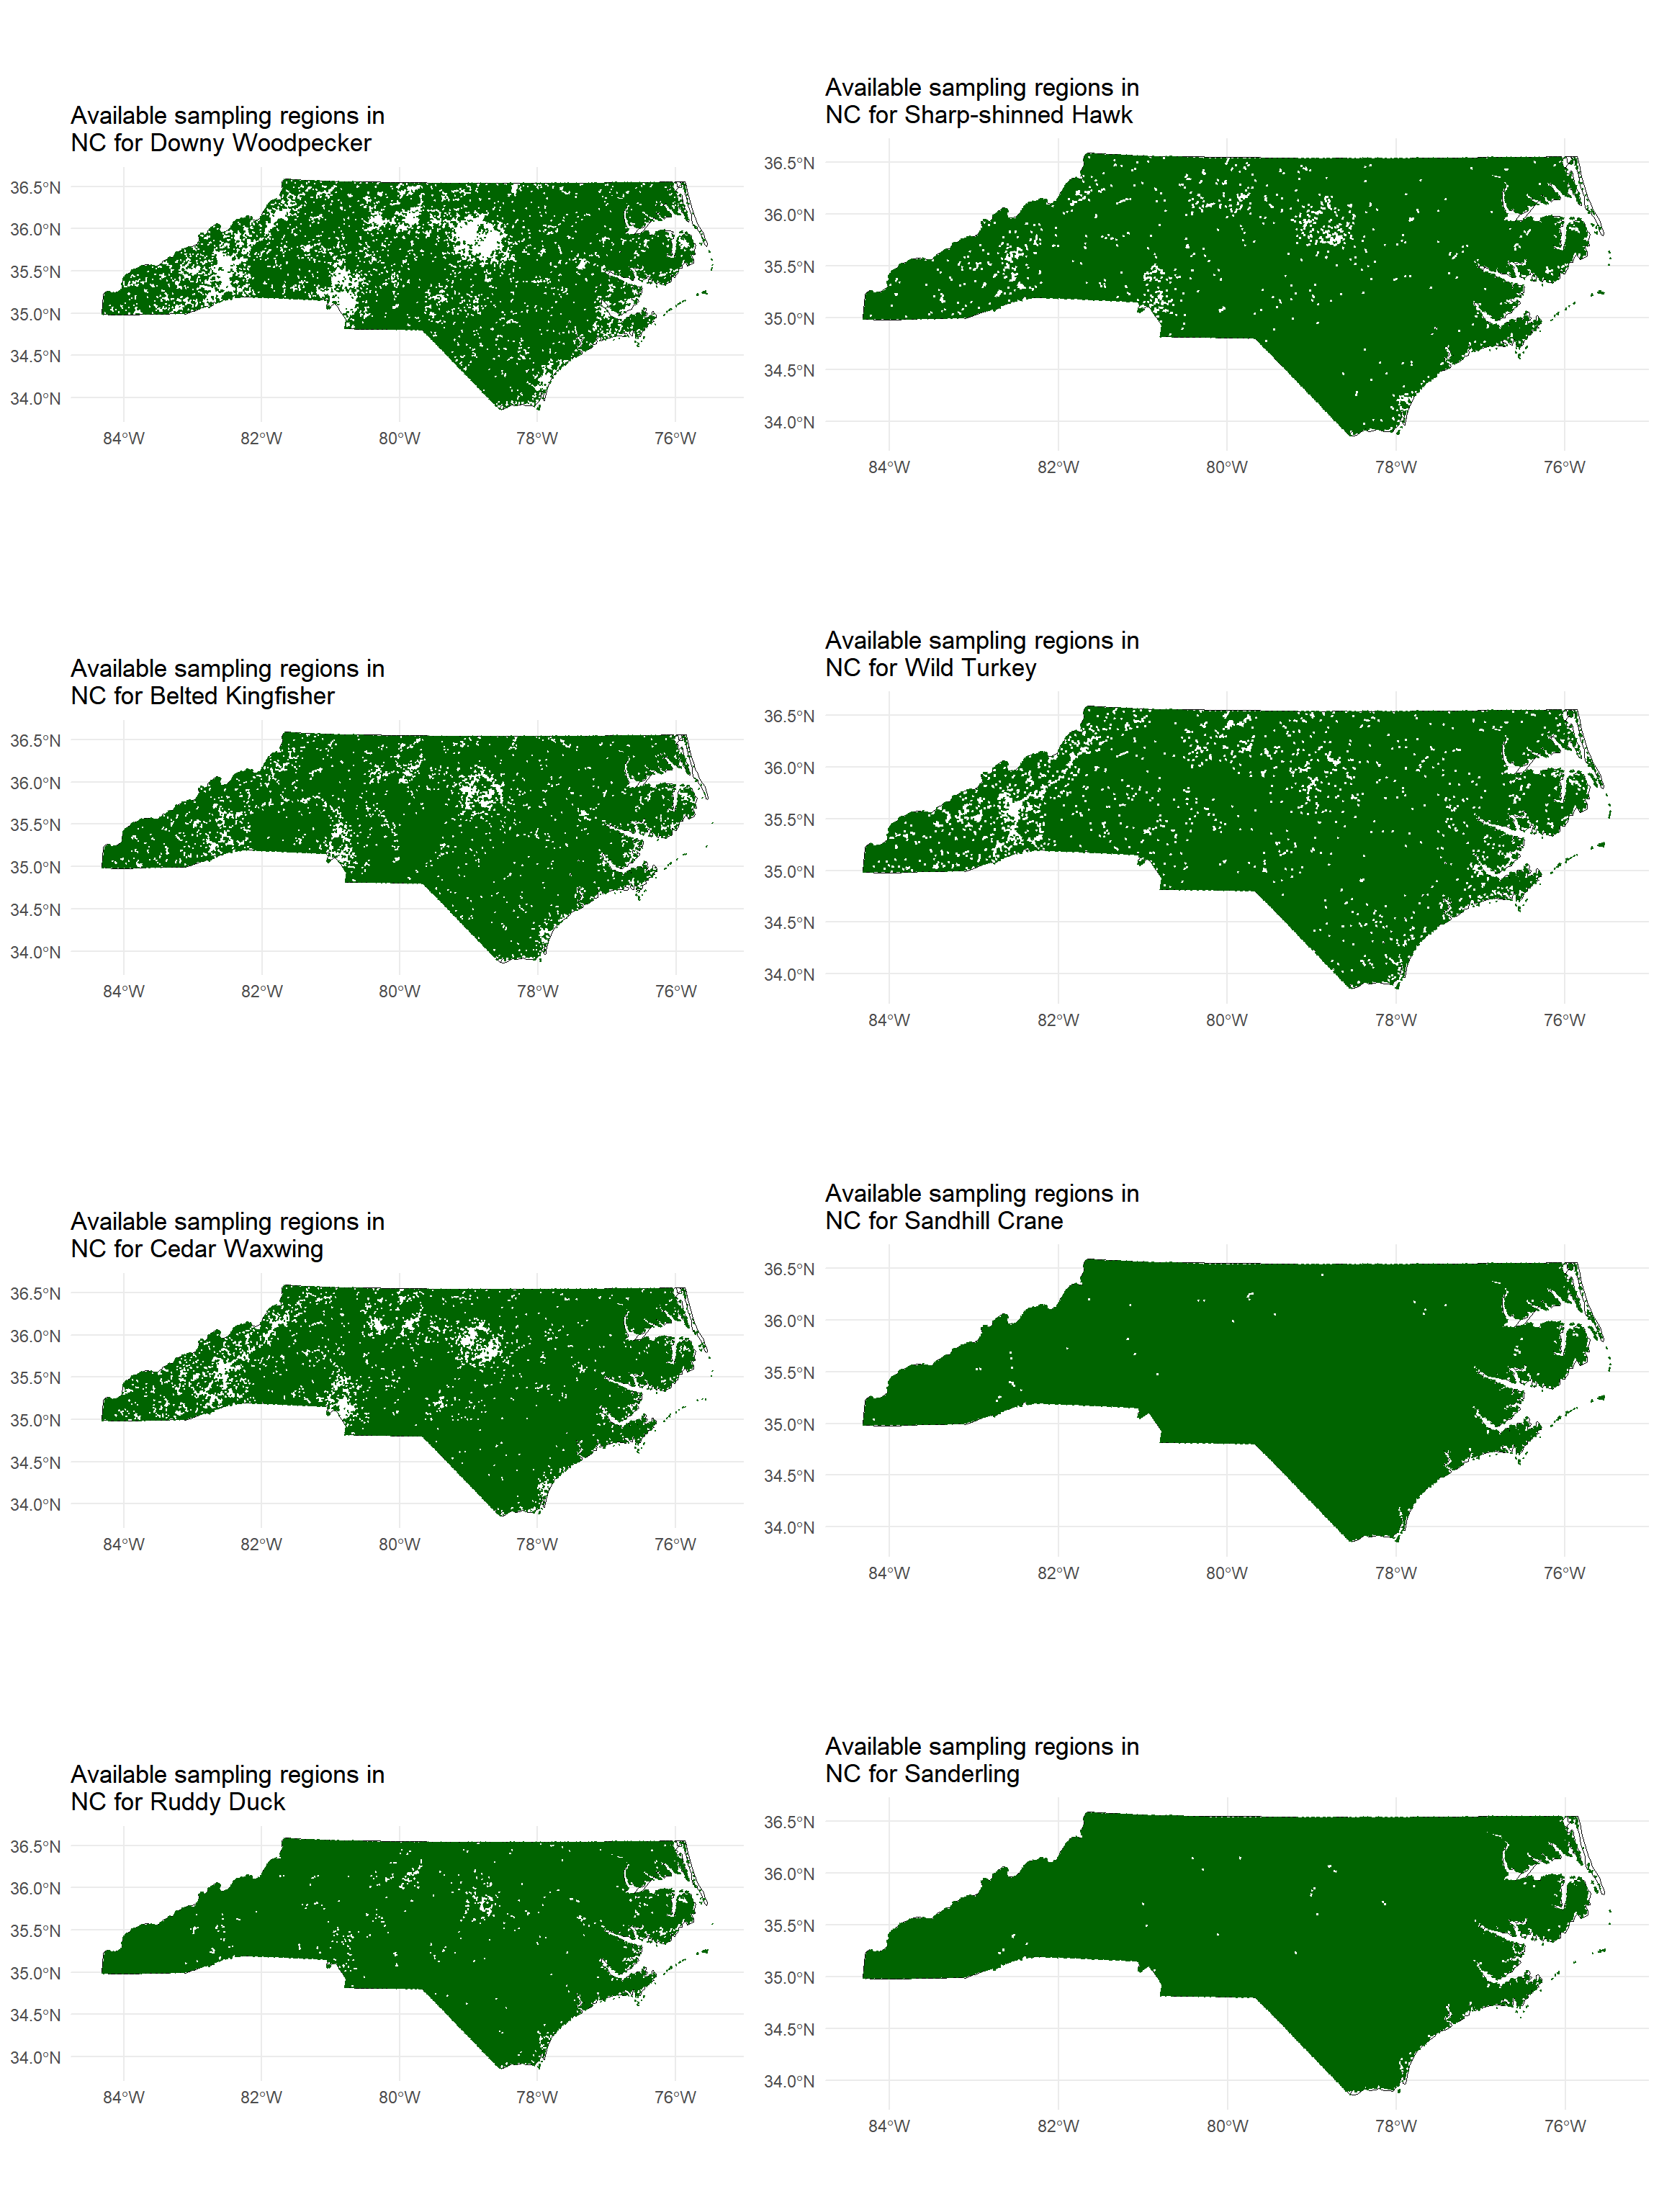 Available sampling regions in
NC for Downy Woodpecker
36.5°N
36.0°N
35.5°N
35.0°N
34.5°N
34.0°N
84°W 82°W 80°W 78°W 76°W
Available sampling regions in
NC for Sharp-shinned Hawk
36.5°N
36.0°N
35.5°N
35.0°N
34.5°N
34.0°N
84°W 82°W 80°W 78°W 76°W
Available sampling regions in
NC for Belted Kingfisher
36.5°N
36.0°N
35.5°N
35.0°N
34.5°N
34.0°N
84°W 82°W 80°W 78°W 76°W
Available sampling regions in
NC for Wild Turkey
36.5°N
36.0°N
35.5°N
35.0°N
34.5°N
34.0°N
84°W 82°W 80°W 78°W 76°W
Available sampling regions in
NC for Cedar Waxwing
36.5°N
36.0°N
35.5°N
35.0°N
34.5°N
34.0°N
84°W 82°W 80°W 78°W 76°W
Available sampling regions in
NC for Sandhill Crane
36.5°N
36.0°N
35.5°N
35.0°N
34.5°N
34.0°N
84°W 82°W 80°W 78°W 76°W
Available sampling regions in
NC for Ruddy Duck
36.5°N
36.0°N
35.5°N
35.0°N
34.5°N
34.0°N
84°W 82°W 80°W 78°W 76°W
Available sampling regions in
NC for Sanderling
36.5°N
36.0°N
35.5°N
35.0°N
34.5°N
34.0°N
84°W 82°W 80°W 78°W 76°W